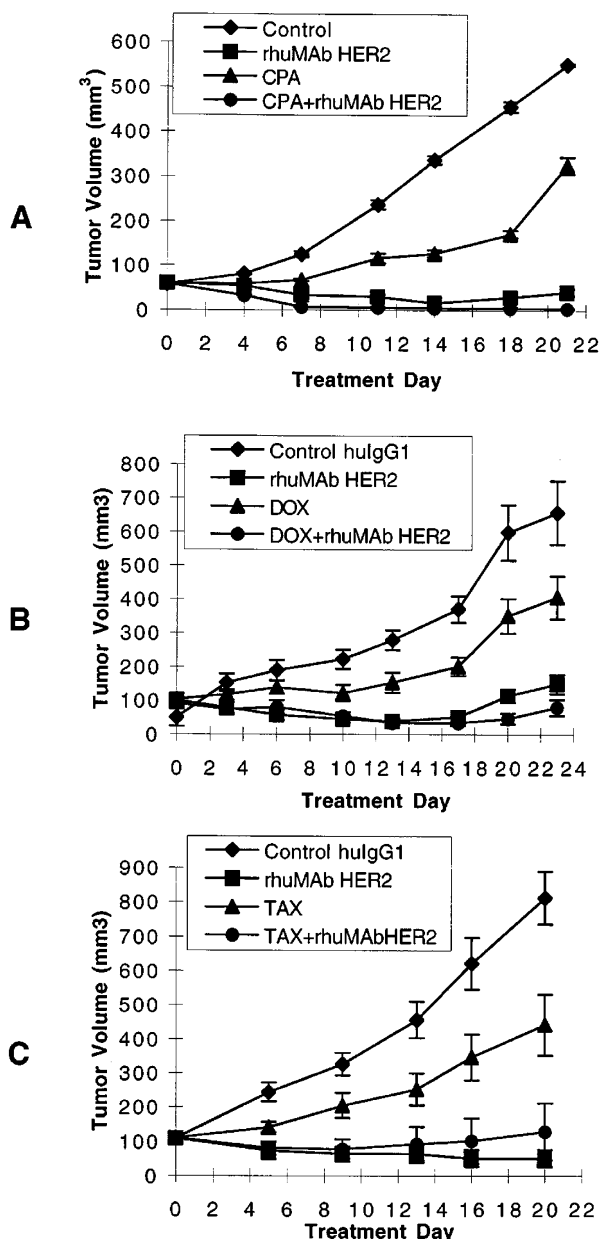 A
Control
rhuMAb HER2
CPA
CPA+rhuMAb HER2
Tumor Volume (mm3)
600
500
400
300
200
100
0
0 2 4 6 8 10 12 14 16 18 20 22
Treatment Day
B
Control huIgG1
rhuMAb HER2
DOX
DOX+rhuMAb HER2
Tumor Volume (mm3)
800
700
600
500
400
300
200
100
0
0 2 4 6 8 10 12 14 16 18 20 22 24
Treatment Day
C
Control huIgG1
rhuMAb HER2
TAX
TAX+rhuMAbHER2
Tumor Volume (mm3)
900
800
700
600
500
400
300
200
100
0
0 2 4 6 8 10 12 14 16 18 20 22
Treatment Day